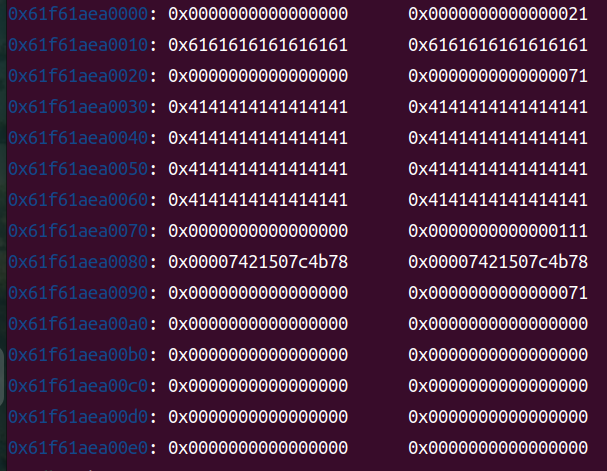 0x61f61aea0000: 0x0000000000000000 0x0000000000000021
0x61f61aea0010: 0x6161616161616161 0x6161616161616161
0x61f61aea0020: 0x0000000000000000 0x0000000000000071
0x61f61aea0030: 0x4141414141414141 0x4141414141414141
0x61f61aea0040: 0x4141414141414141 0x4141414141414141
0x61f61aea0050: 0x4141414141414141 0x4141414141414141
0x61f61aea0060: 0x4141414141414141 0x4141414141414141
0x61f61aea0070: 0x0000000000000000 0x0000000000000111
0x61f61aea0080: 0x00007421507c4b78 0x00007421507c4b78
0x61f61aea0090: 0x0000000000000000 0x0000000000000071
0x61f61aea00a0: 0x0000000000000000 0x0000000000000000
0x61f61aea00b0: 0x0000000000000000 0x0000000000000000
0x61f61aea00c0: 0x0000000000000000 0x0000000000000000
0x61f61aea00d0: 0x0000000000000000 0x0000000000000000
0x61f61aea00e0: 0x0000000000000000 0x0000000000000000